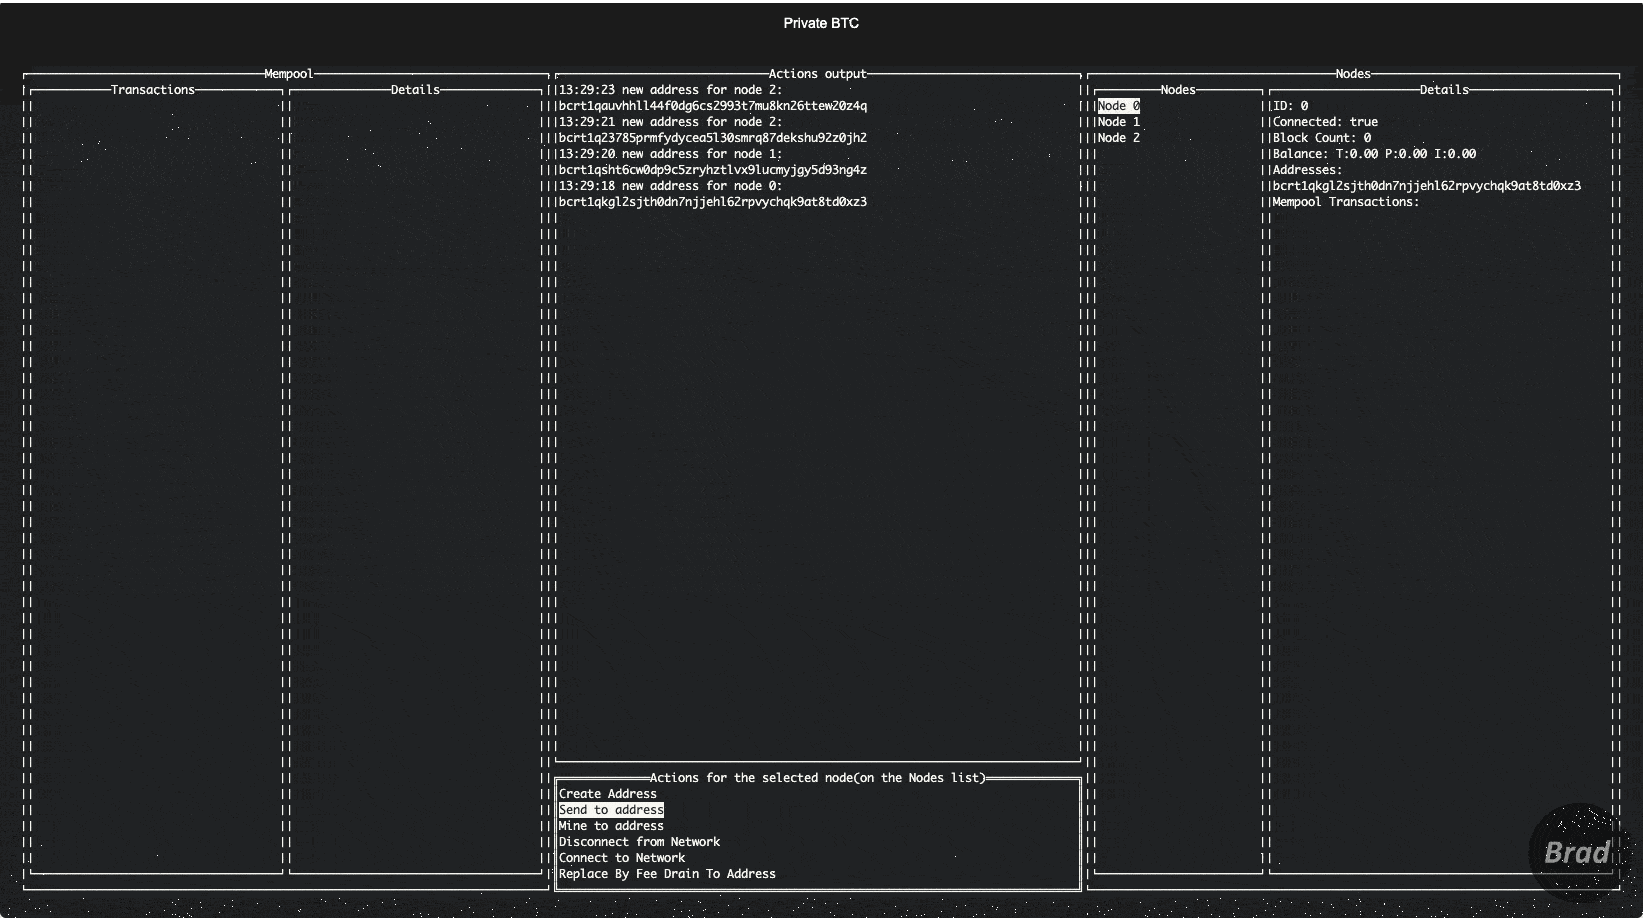 Private BTC
Mempool
Transactions
Details
Actions output
13:29:23 new address for node 2:
bcrt1qauvhhll44f0dg6cs2993t7mu8kn26ttew20z4q
13:29:21 new address for node 2:
bcrt1q23785prmfydycea5l30smrq87dekshu92z0jh2
13:29:20 new address for node 1:
bcrt1qsht6cw0dp9c5zryhztlvx9lucmyjgy5d93ng4z
13:29:18 new address for node 0:
bcrt1qkgl2sjth0dn7njjehl62rpvychqk9at8td0xz3
Actions for the selected node(on the Nodes list)
Create Address
Send to address
Mine to address
Disconnect from Network
Connect to Network
Replace By Fee Drain To Address
Nodes
Nodes
Node 0
Node 1
Node 2
Details
ID: 0
Connected: true
Block Count: 0
Balance: T:0.00 P:0.00 I:0.00
Addresses:
bcrt1qkgl2sjth0dn7njjehl62rpvychqk9at8td0xz3
Mempool Transactions:
Brad